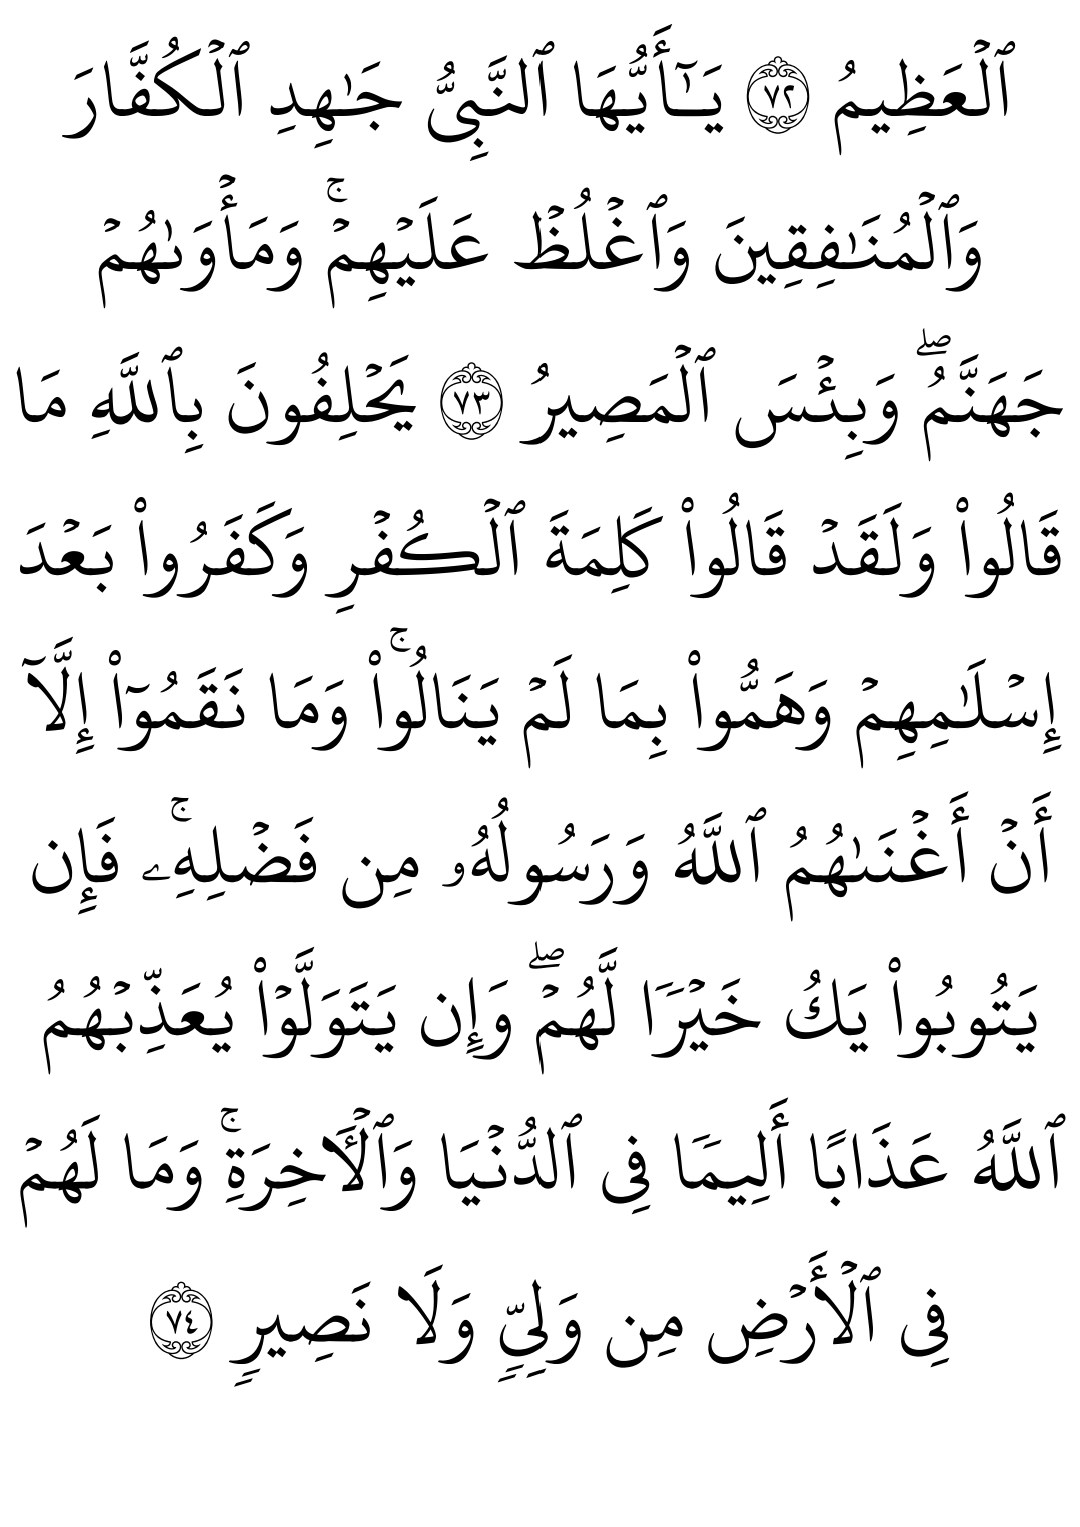 ٱلۡعَظِيمُ ٧٢ يَـٰٓأَيُّهَا ٱلنَّبِىُّ جَـٰهِدِ ٱلۡكُفَّارَ
وَٱلۡمُنَـٰفِقِينَ وَٱغۡلُظۡ عَلَيۡهِمۡۚ وَمَأۡوَىٰهُمۡ
جَهَنَّمُۖ وَبِئۡسَ ٱلۡمَصِيرُ ٧٣ يَحۡلِفُونَ بِٱللَّهِ مَا
قَالُوا۟ وَلَقَدۡ قَالُوا۟ كَلِمَةَ ٱلۡكُفۡرِ وَكَفَرُوا۟ بَعۡدَ
إِسۡلَـٰمِهِمۡ وَهَمُّوا۟ بِمَا لَمۡ يَنَالُوا۟ۚ وَمَا نَقَمُوٓا۟ إِلَّآ
أَنۡ أَغۡنَىٰهُمُ ٱللَّهُ وَرَسُولُهُۥ مِن فَضۡلِهِۦۚ فَإِن
يَتُوبُوا۟ يَكُ خَيۡرًا لَّهُمۡۖ وَإِن يَتَوَلَّوۡا۟ يُعَذِّبۡهُمُ
ٱللَّهُ عَذَابًا أَلِيمًا فِى ٱلدُّنۡيَا وَٱلۡـَٔاخِرَةِۚ وَمَا لَهُمۡ
فِى ٱلۡأَرۡضِ مِن وَلِىٍّ وَلَا نَصِيرٍ ٧٤